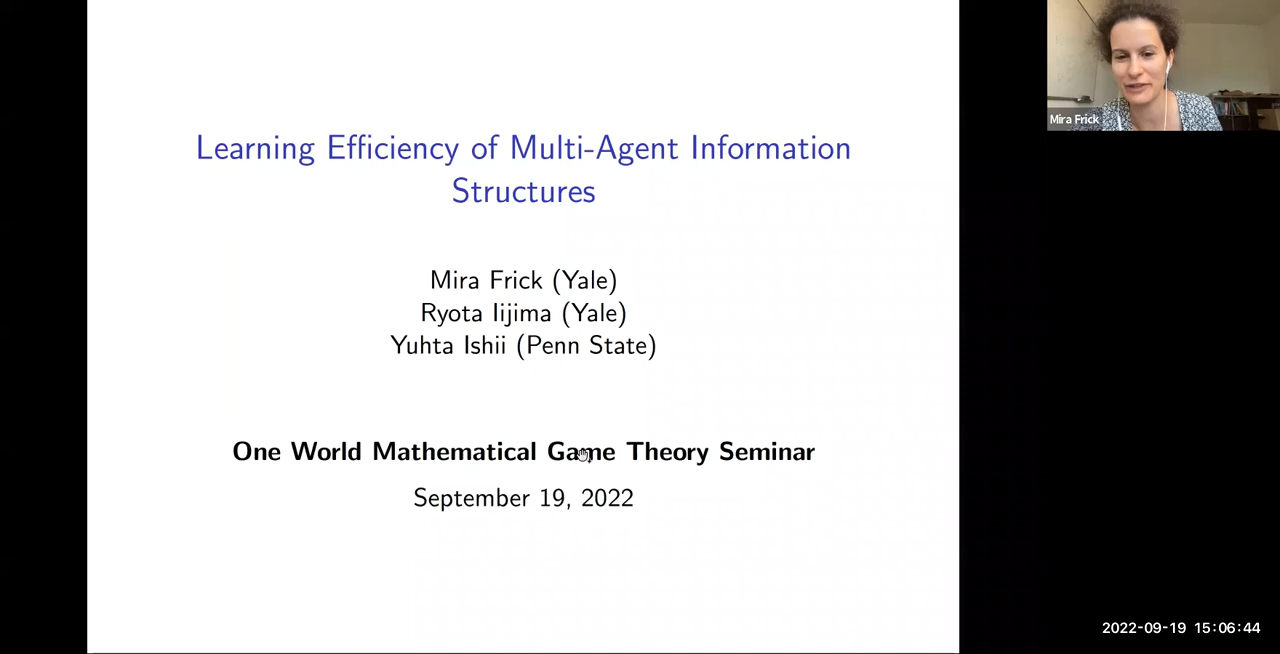 Learning Efficiency of Multi-Agent Information
Structures
Mira Frick (Yale)
Ryota Iijima (Yale)
Yuhta Ishii (Penn State)
One World Mathematical Game Theory Seminar
September 19, 2022
Mira Frick
2022-09-19 15:06:44